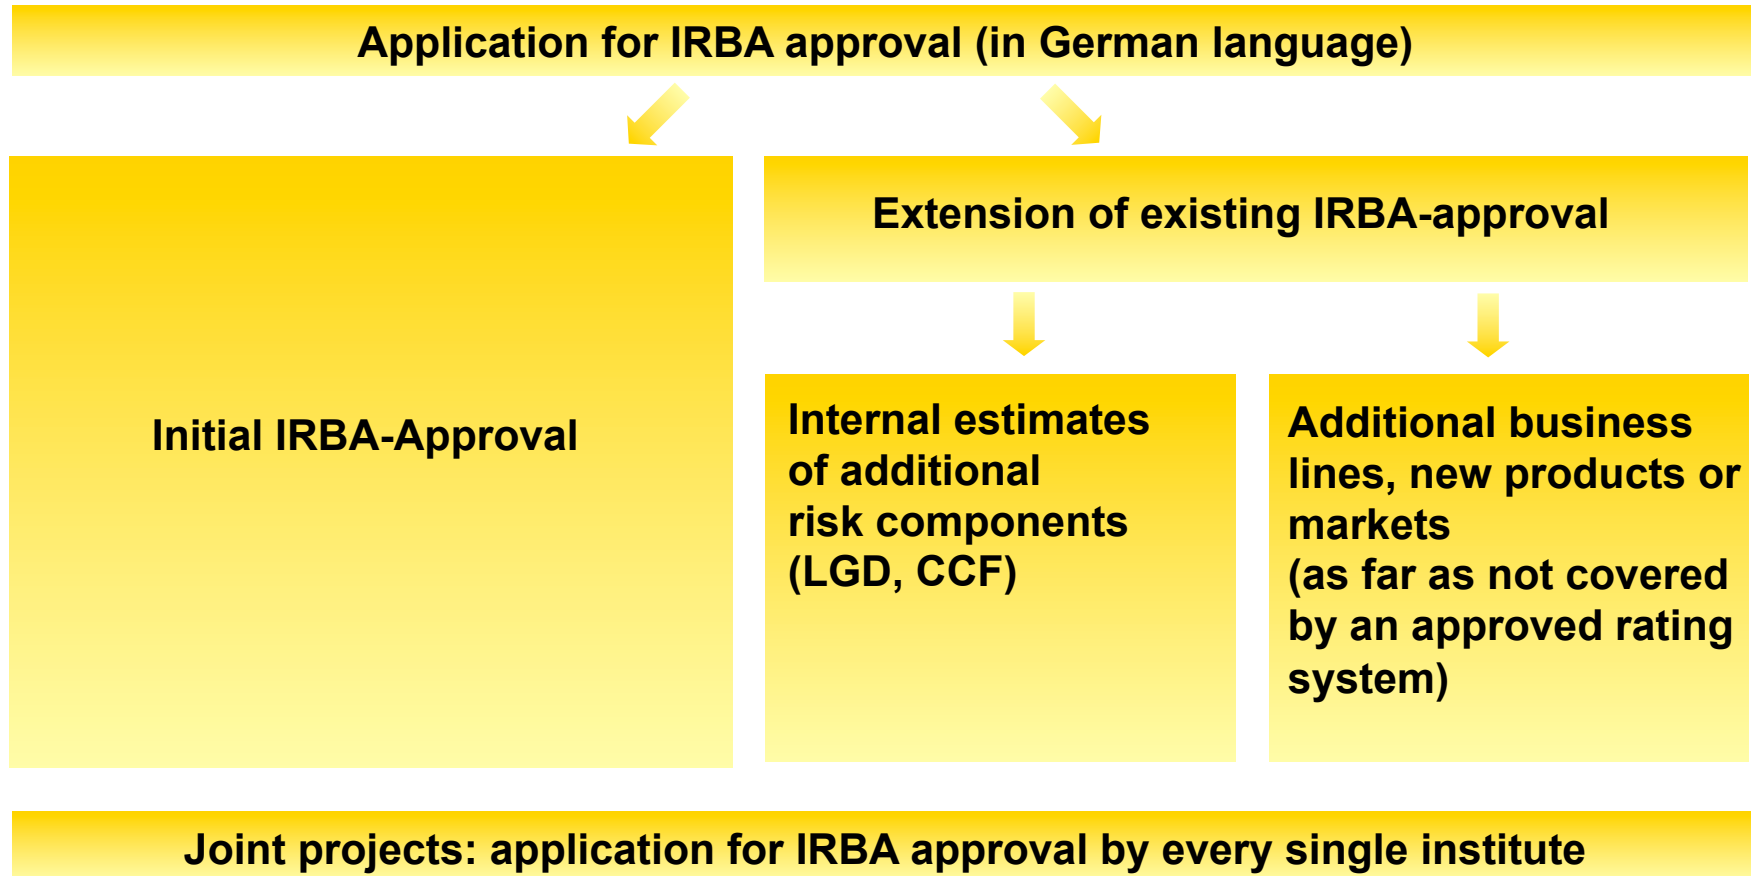 Application for IRBA approval (in German language)
Extension of existing IRBA-approval
Initial IRBA-Approval
Internal estimates
of additional
risk components
(LGD, CCF)
Additional business
lines, new products or
markets
(as far as not covered
by an approved rating
system)
Joint projects: application for IRBA approval by every single institute